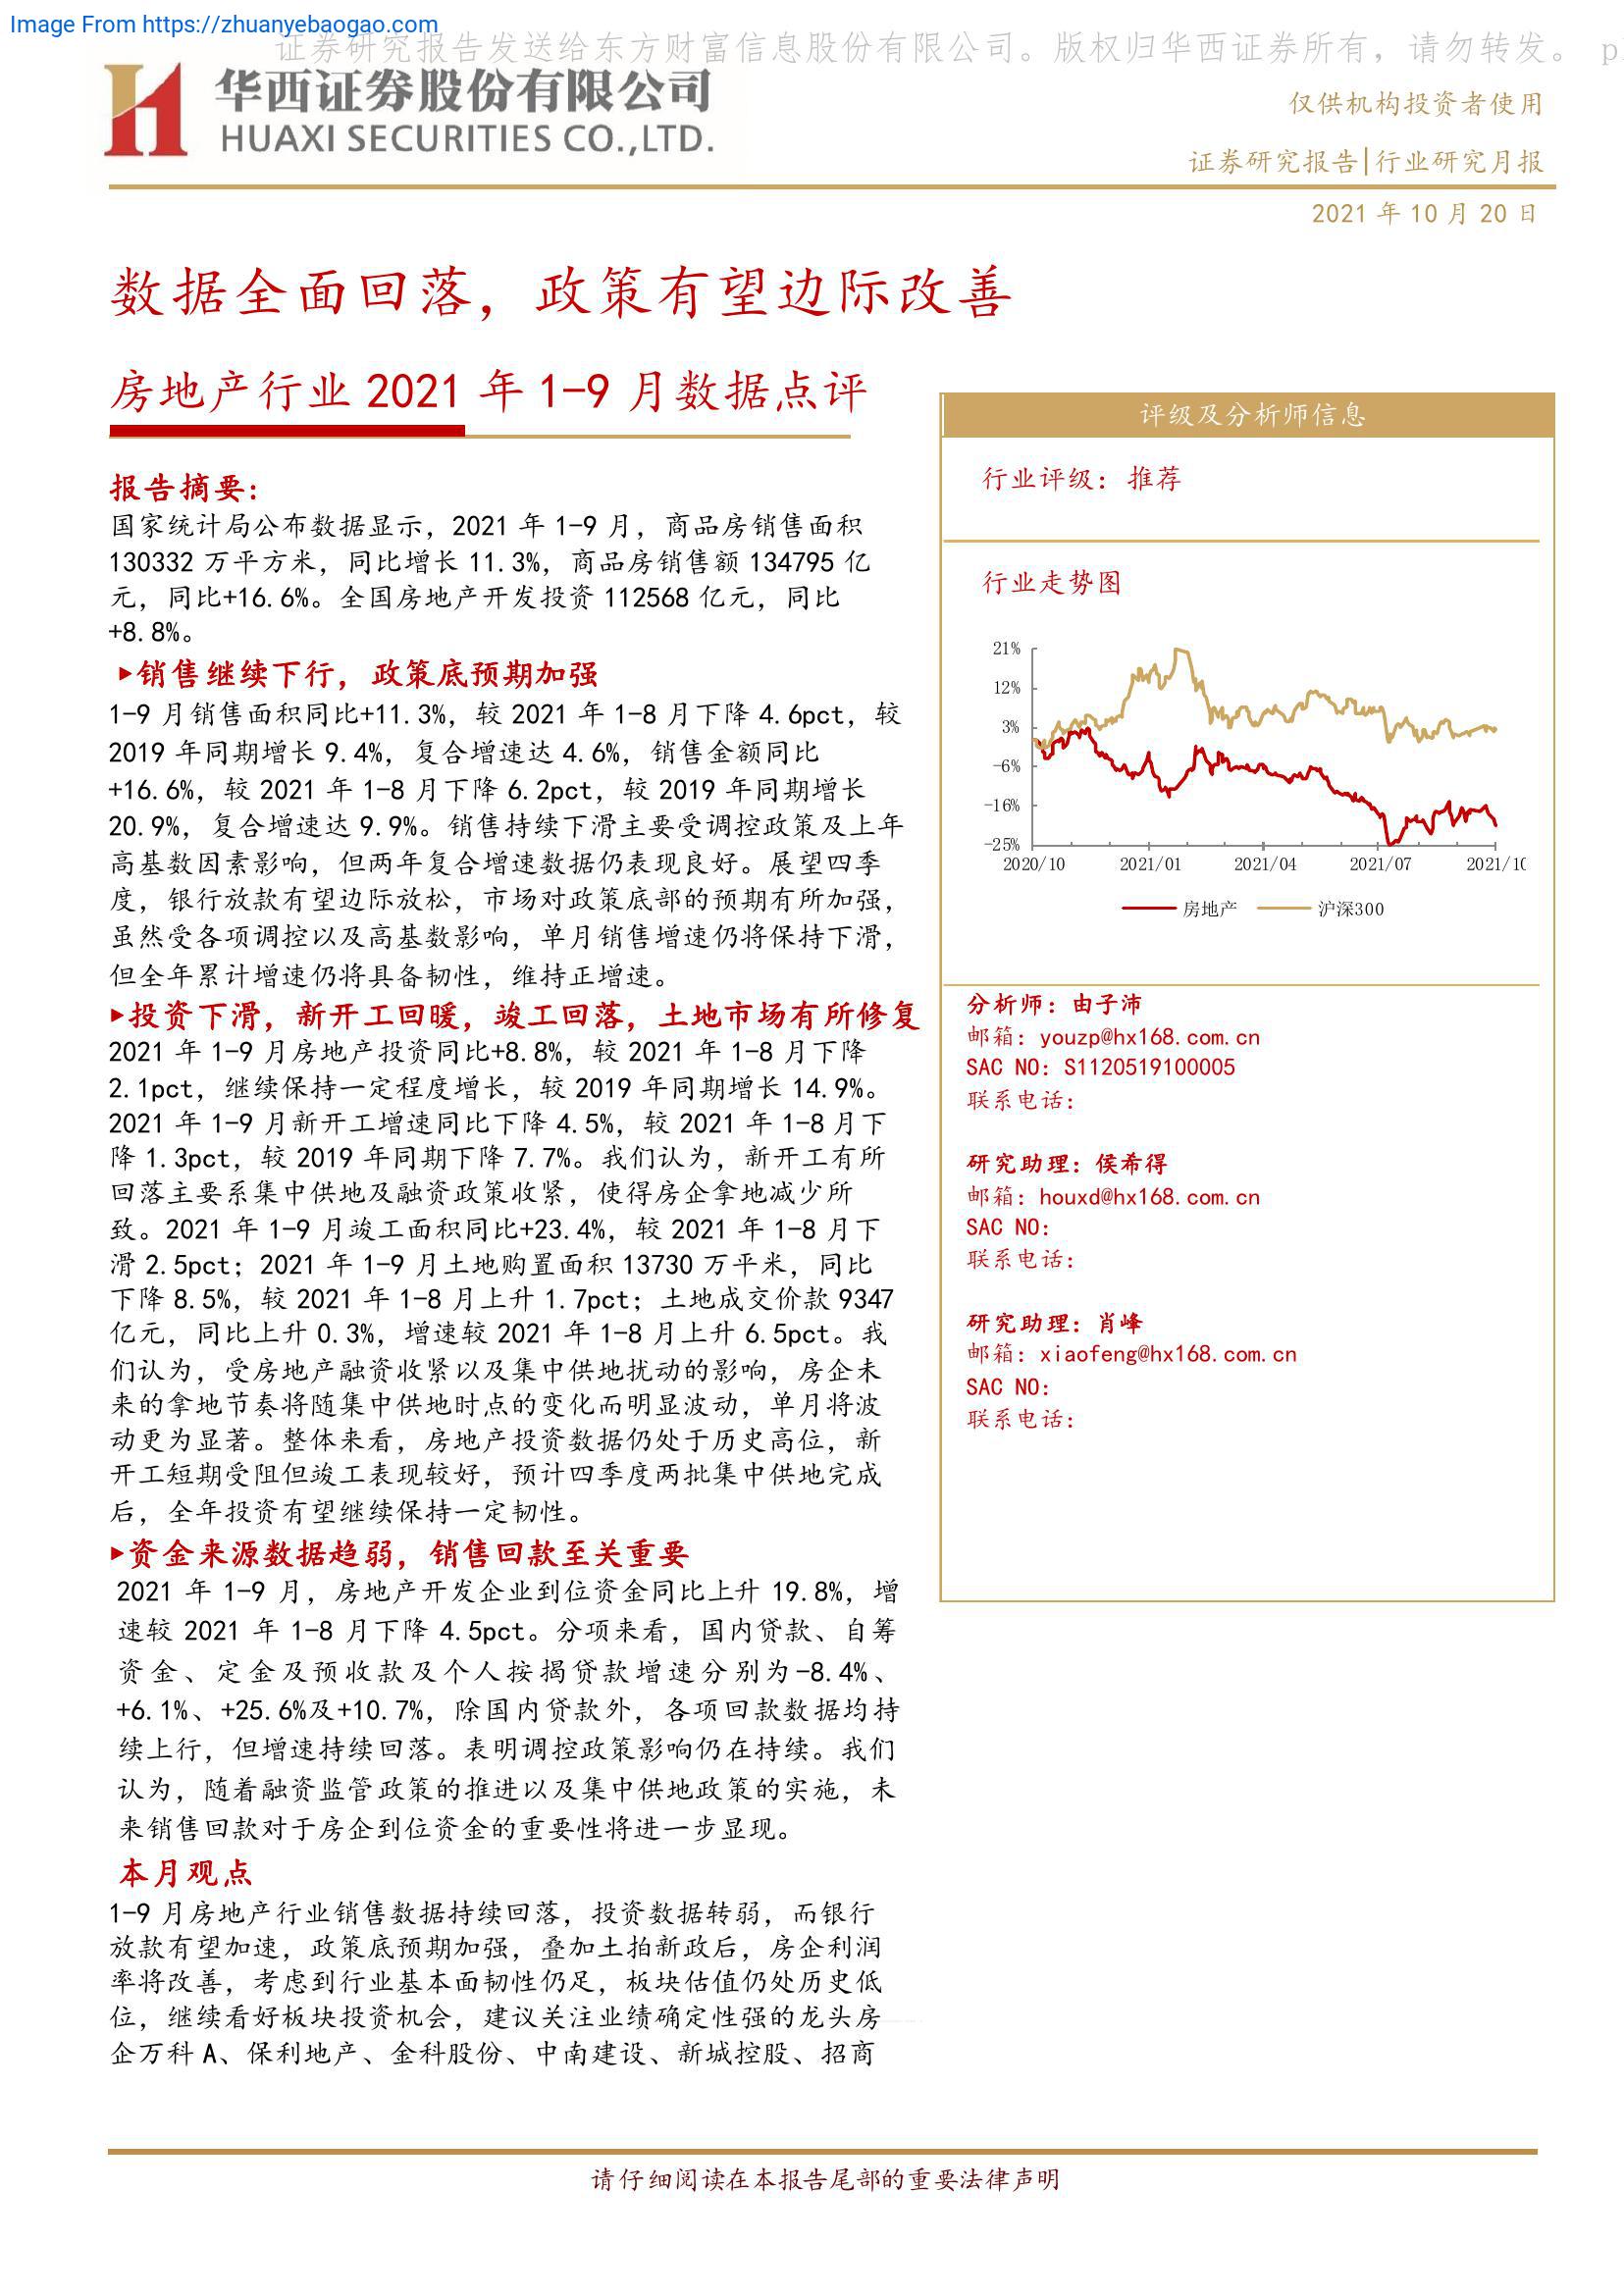 Image From https://zhuanyebaogao.com
证券研究报告发送给东方财富信息股份有限公司。版权归华西证券所有，请勿转发。 p
华西证券股份有限公司
HUAXI SECURITIES CO.,LTD.
仅供机构投资者使用
证券研究报告|行业研究月报
2021 年 10 月 20 日
数据全面回落，政策有望边际改善
房地产行业 2021 年 1-9 月数据点评
报告摘要：
国家统计局公布数据显示，2021 年 1-9 月，商品房销售面积
130332 万平方米，同比增长 11.3%，商品房销售额 134795 亿
元，同比+16.6%。全国房地产开发投资 112568 亿元，同比
+8.8%。
▶销售继续下行，政策底预期加强
1-9 月销售面积同比+11.3%，较 2021 年 1-8 月下降 4.6pct，较
2019 年同期增长 9.4%，复合增速达 4.6%，销售金额同比
+16.6%，较 2021 年 1-8 月下降 6.2pct，较 2019 年同期增长
20.9%，复合增速达 9.9%。销售持续下滑主要受调控政策及上年
高基数因素影响，但两年复合增速数据仍表现良好。展望四季
度，银行放款有望边际放松，市场对政策底部的预期有所加强，
虽然受各项调控以及高基数影响，单月销售增速仍将保持下滑，
但全年累计增速仍将具备韧性，维持正增速。
▶投资下滑，新开工回暖，竣工回落，土地市场有所修复
2021 年 1-9 月房地产投资同比+8.8%，较 2021 年 1-8 月下降
2.1pct，继续保持一定程度增长，较 2019 年同期增长 14.9%。
2021 年 1-9 月新开工增速同比下降 4.5%，较 2021 年 1-8 月下
降 1.3pct，较 2019 年同期下降 7.7%。我们认为，新开工有所
回落主要系集中供地及融资政策收紧，使得房企拿地减少所
致。2021 年 1-9 月竣工面积同比+23.4%，较 2021 年 1-8 月下
滑 2.5pct；2021 年 1-9 月土地购置面积 13730 万平米，同比
下降 8.5%，较 2021 年 1-8 月上升 1.7pct；土地成交价款 9347
亿元，同比上升 0.3%，增速较 2021 年 1-8 月上升 6.5pct。我
们认为，受房地产融资收紧以及集中供地扰动的影响，房企未
来的拿地节奏将随集中供地时点的变化而明显波动，单月将波
动更为显著。整体来看，房地产投资数据仍处于历史高位，新
开工短期受阻但竣工表现较好，预计四季度两批集中供地完成
后，全年投资有望继续保持一定韧性。
▶资金来源数据趋弱，销售回款至关重要
2021 年 1-9 月，房地产开发企业到位资金同比上升 19.8%，增
速较 2021 年 1-8 月下降 4.5pct。分项来看，国内贷款、自筹
资金、定金及预收款及个人按揭贷款增速分别为-8.4%、
+6.1%、+25.6%及+10.7%，除国内贷款外，各项回款数据均持
续上行，但增速持续回落。表明调控政策影响仍在持续。我们
认为，随着融资监管政策的推进以及集中供地政策的实施，未
来销售回款对于房企到位资金的重要性将进一步显现。
本月观点
1-9 月房地产行业销售数据持续回落，投资数据转弱，而银行
放款有望加速，政策底预期加强，叠加土拍新政后，房企利润
率将改善，考虑到行业基本面韧性仍足，板块估值仍处历史低
位，继续看好板块投资机会，建议关注业绩确定性强的龙头房
企万科 A、保利地产、金科股份、中南建设、新城控股、招商
评级及分析师信息
行业评级：推荐
行业走势图
21%
12%
3%
-6%
-16%
-25%
2020/10 2021/01 2021/04 2021/07 2021/10
房地产 沪深300
分析师：由子沛
邮箱：youzp@hx168.com.cn
SAC NO：S1120519100005
联系电话：
研究助理：侯希得
邮箱：houxd@hx168.com.cn
SAC NO：
联系电话：
研究助理：肖峰
邮箱：xiaofeng@hx168.com.cn
SAC NO：
联系电话：
请仔细阅读在本报告尾部的重要法律声明